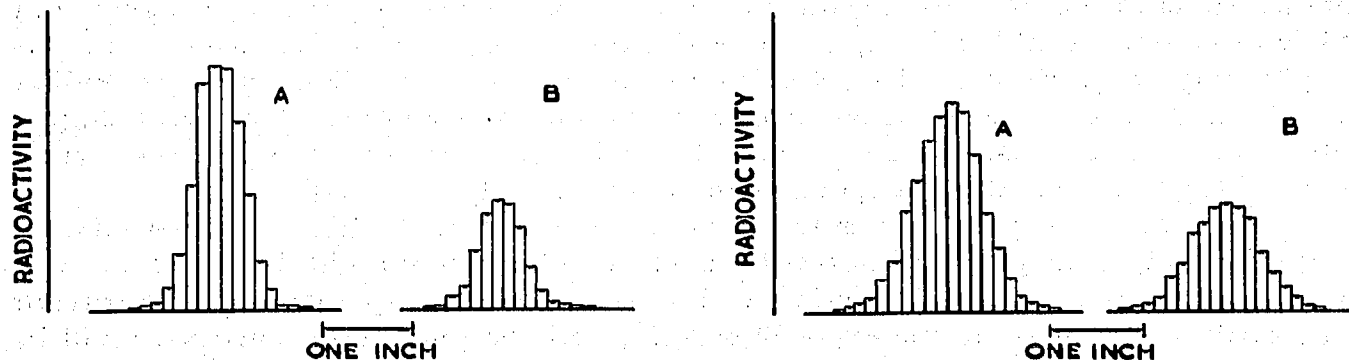 RADIOACTIVITY
A
B
ONE INCH
RADIOACTIVITY
A
B
ONE INCH